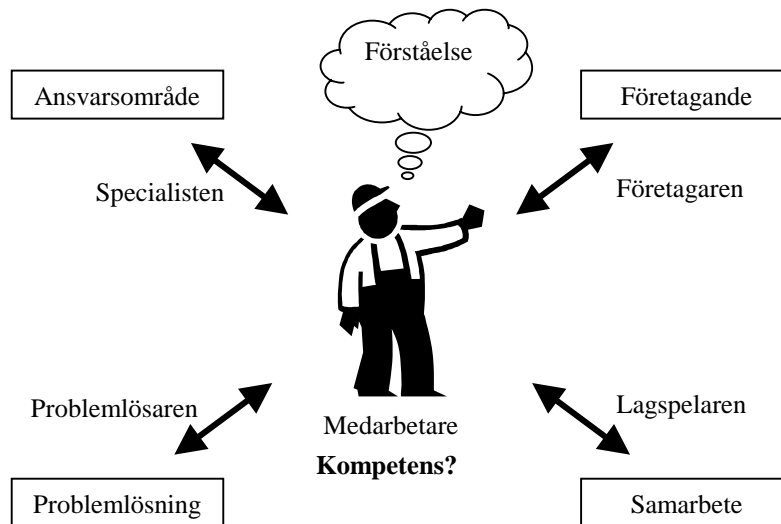 Förståelse
Ansvarsområde
Företagande
Specialisten
Företagaren
Problemlösaren
Lagspelaren
Medarbetare
Kompetens?
Problemlösning
Samarbete